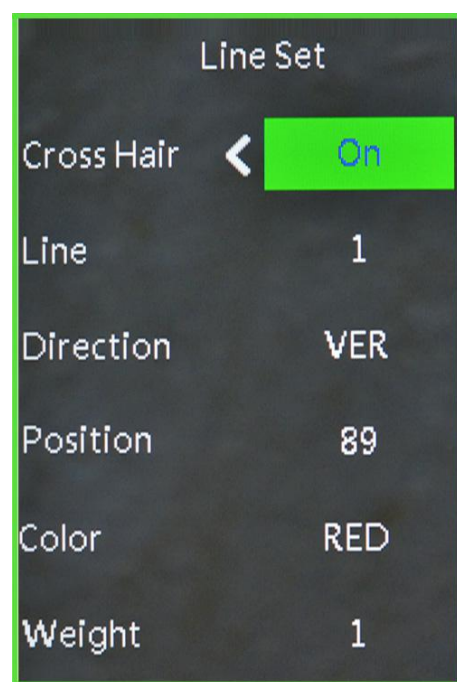 Line Set
Cross Hair < On
Line 1
Direction VER
Position 89
Color RED
Weight 1